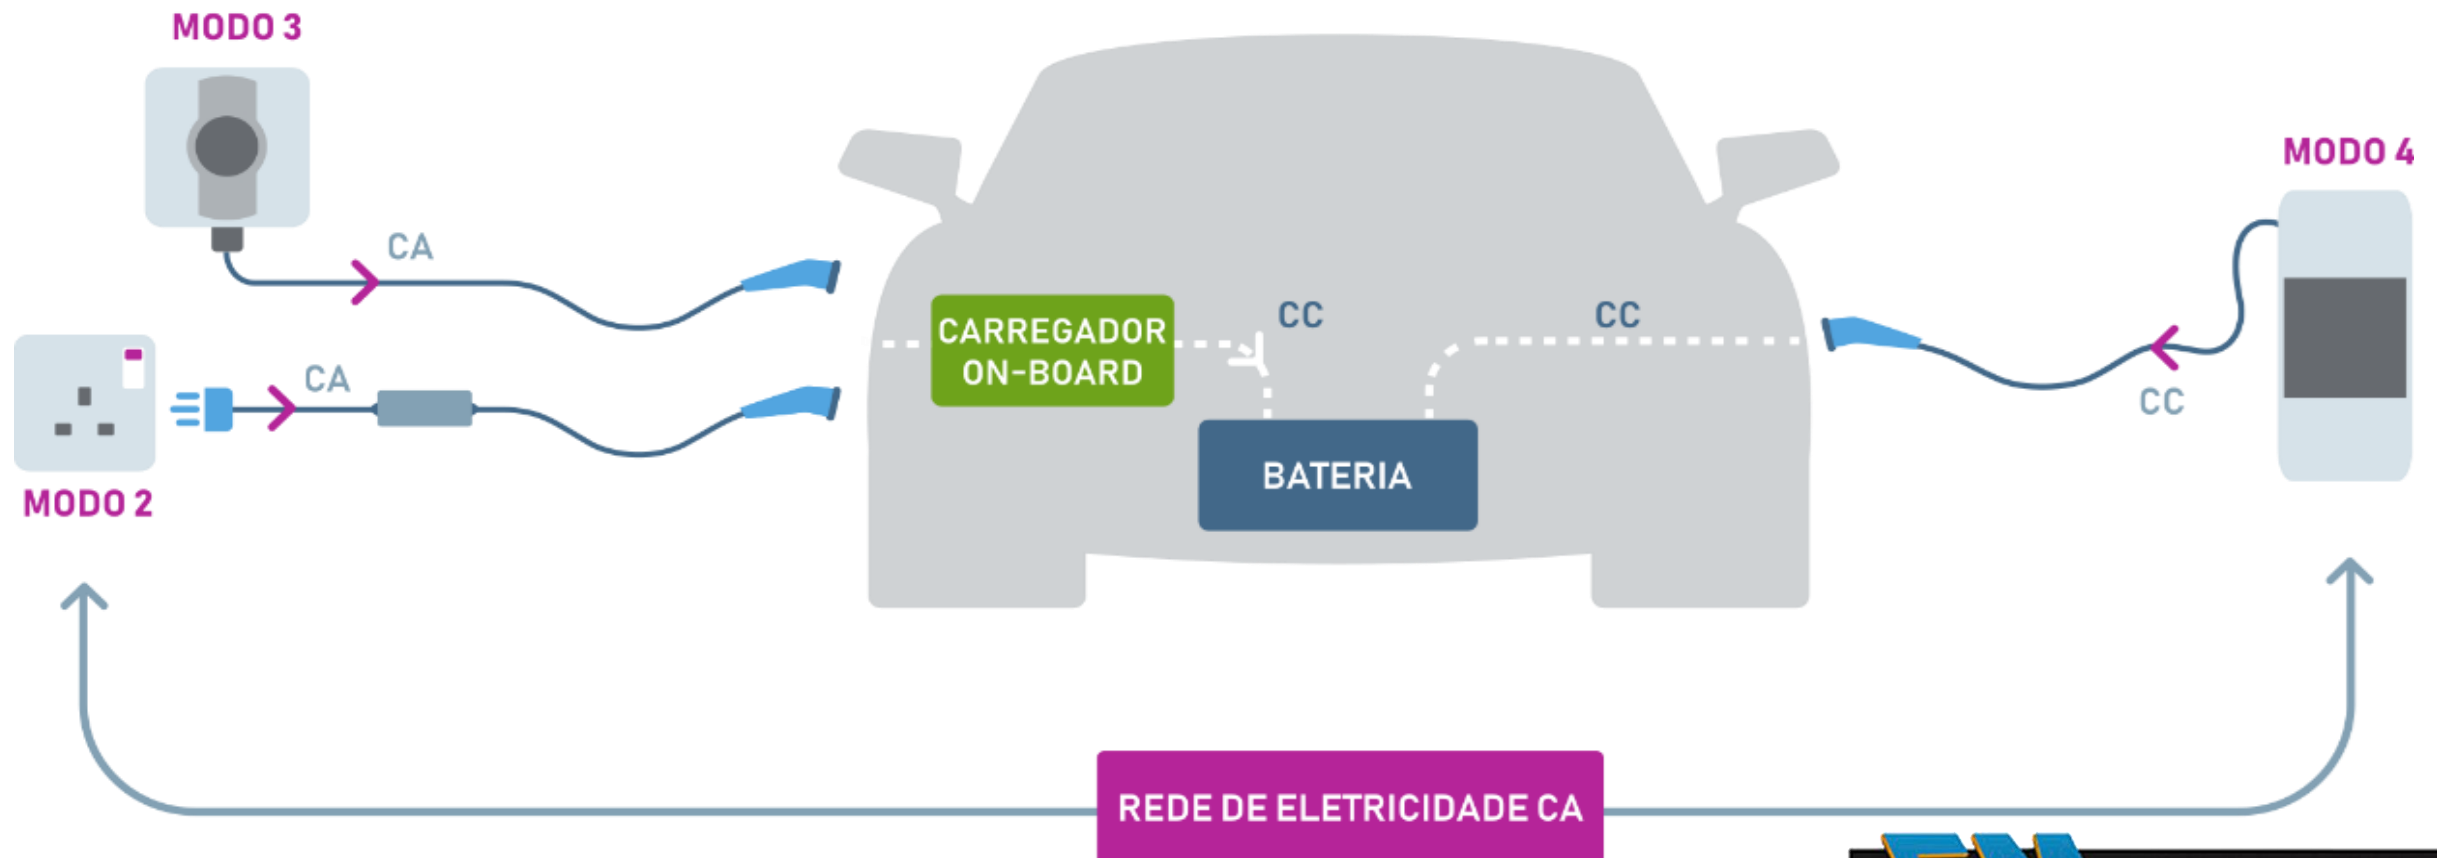 MODO 3
MODO 4
CA
CARREGADOR
ON-BOARD
CC
CC
CA
CC
BATERIA
MODO 2
REDE DE ELETRICIDADE CA